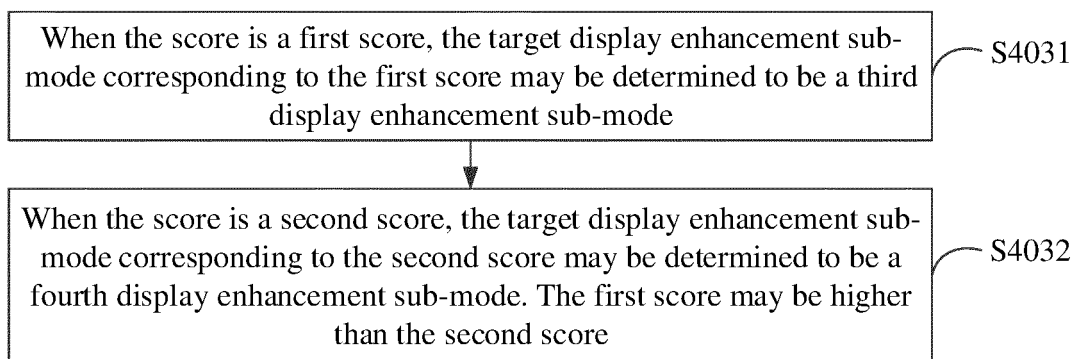 When the score is a first score, the target display enhancement sub-
mode corresponding to the first score may be determined to be a third
display enhancement sub-mode
S4031
When the score is a second score, the target display enhancement sub-
mode corresponding to the second score may be determined to be a
fourth display enhancement sub-mode. The first score may be higher
than the second score
S4032